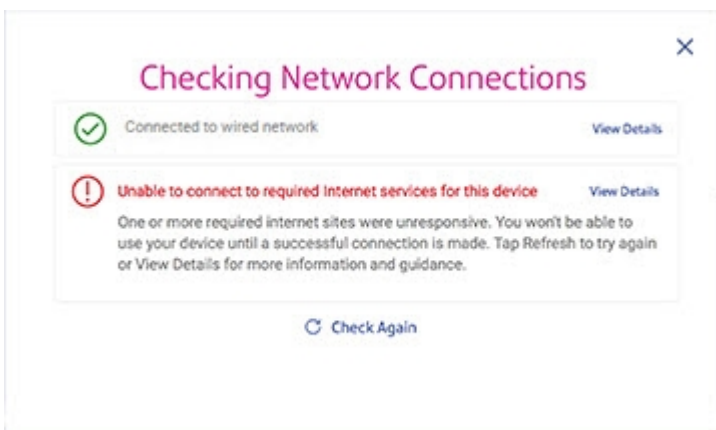 Checking Network Connections
Connected to wired network
View Details
Unable to connect to required Internet services for this device
View Details
One or more required internet sites were unresponsive. You won't be able to
use your device until a successful connection is made. Tap Refresh to try again
or View Details for more information and guidance.
Check Again